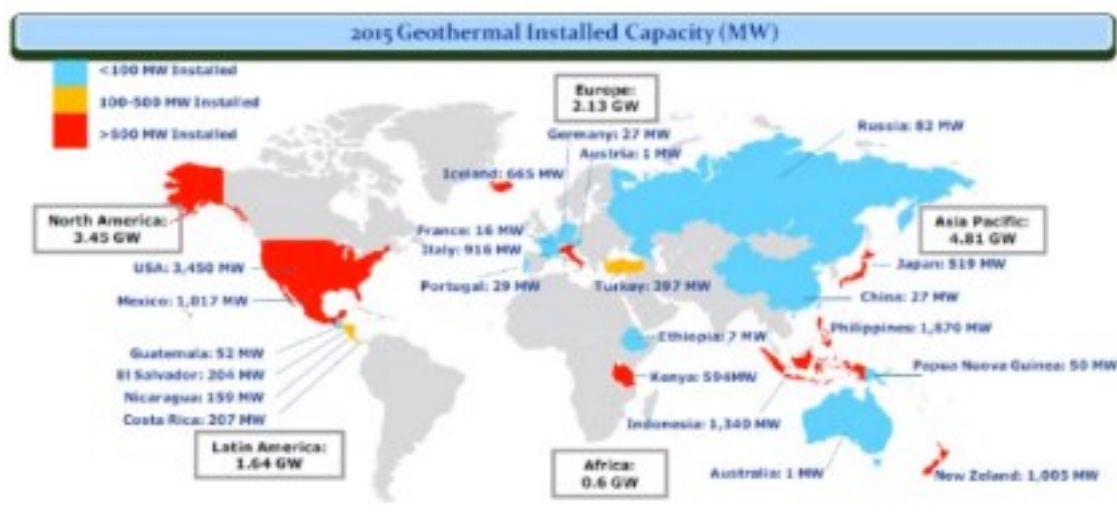 2015 Geothermal Installed Capacity (MW)
<100 MW Installed
100-500 MW Installed
>500 MW Installed
Europe:
2.13 GW
Germany: 27 MW
Austria: 1 MW
Russia: 82 MW
Iceland: 665 MW
North America:
3.45 GW
Asia Pacific:
4.81 GW
France: 16 MW
Italy: 916 MW
USA: 3,450 MW
Japan: 519 MW
Portugal: 29 MW
Turkey: 397 MW
Mexico: 1,017 MW
China: 27 MW
Philippines: 1,870 MW
Ethiopia: 7 MW
Guatemala: 52 MW
El Salvador: 204 MW
Papua Nuova Guinea: 50 MW
Kenya: 594MW
Nicaragua: 159 MW
Costa Rica: 207 MW
Indonesia: 1,340 MW
Latin America:
1.64 GW
Africa:
0.6 GW
Australia: 1 MW
New Zeland: 1,005 MW